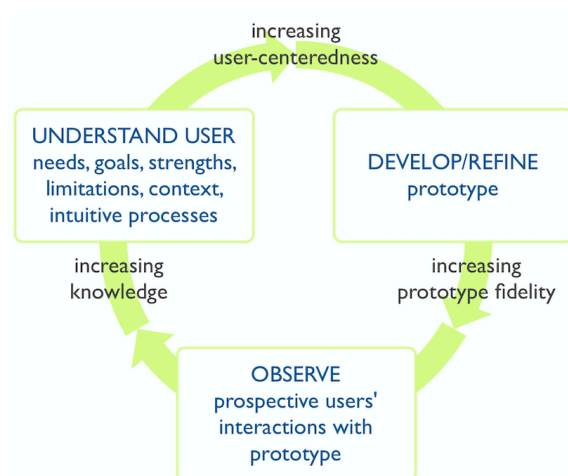 increasing
user-centeredness
UNDERSTAND USER
needs, goals, strengths,
limitations, context,
intuitive processes
DEVELOP/REFINE
prototype
increasing
knowledge
increasing
prototype fidelity
OBSERVE
prospective users'
interactions with
prototype